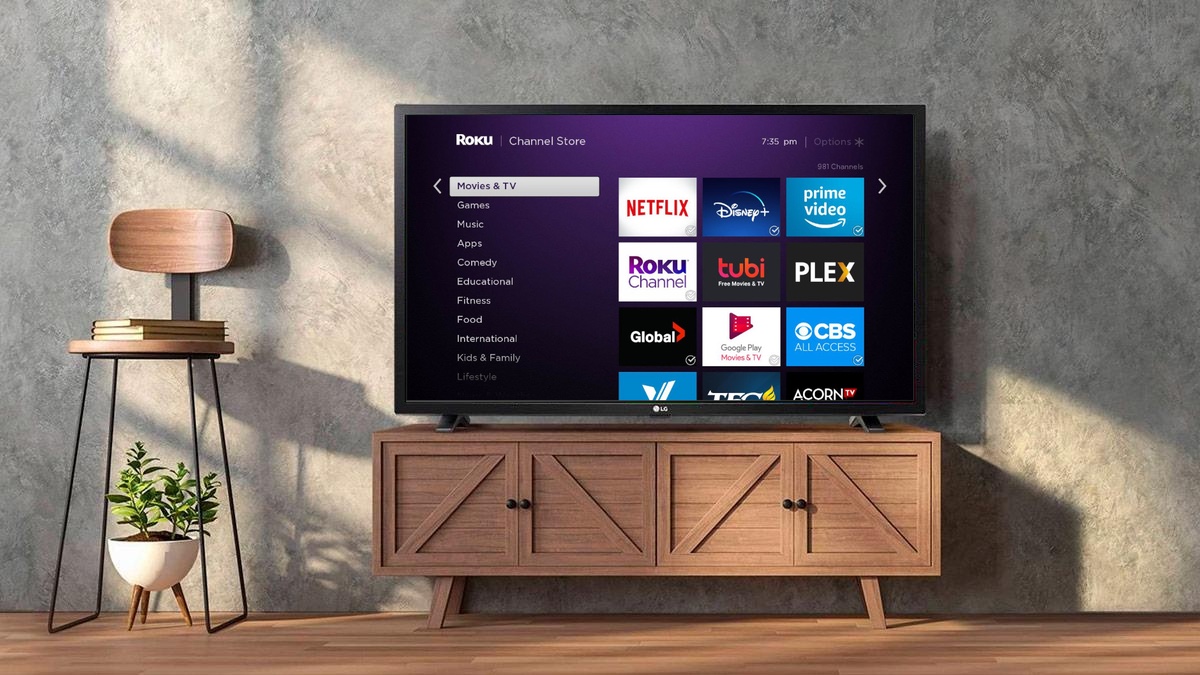 Roku | Channel Store
7:35 pm | Options
981 Channels
Movies & TV
Games
Music
Apps
Comedy
Educational
Fitness
Food
International
Kids & Family
Lifestyle
NETFLIX
Disney+
prime video
Roku Channel
tubi
Free Movies & TV
PLEX
Global
Google Play
Movies & TV
CBS
ALL ACCESS
TFC
ACORN TV
LG